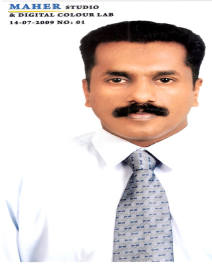 MAHER STUDIO
& DIGITAL COLOUR LAB
14-07-2009 NO: 01